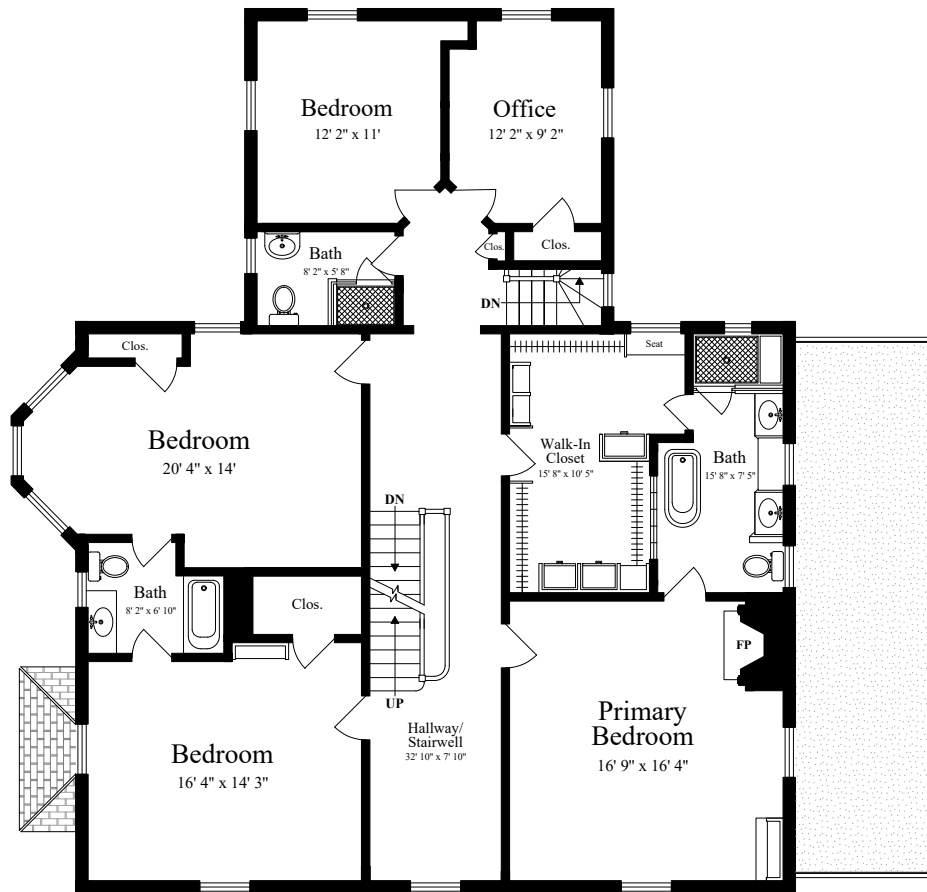 Bedroom
12' 2" x 11'
Office
12' 2" x 9' 2"
Bath
8' 2" x 5' 8"
Clos.
Clos.
DN
Clos.
Seat
Bedroom
20' 4" x 14'
Walk-In
Closet
15' 8" x 10' 5"
Bath
15' 8" x 7' 5"
DN
Bath
8' 2" x 6' 10"
Clos.
FP
UP
Hallway/
Stairwell
32' 10" x 7' 10"
Primary
Bedroom
16' 9" x 16' 4"
Bedroom
16' 4" x 14' 3"